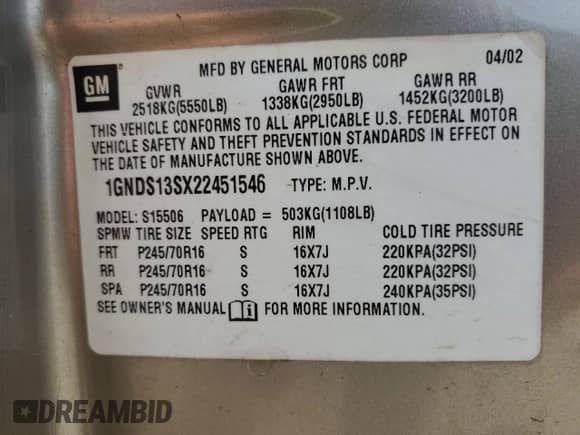 GM
MFD BY GENERAL MOTORS CORP 04/02
GVWR GAWR FRT GAWR RR
2518KG(5550LB) 1338KG(2950LB) 1452KG(3200LB)
THIS VEHICLE CONFORMS TO ALL APPLICABLE U.S. FEDERAL MOTOR
VEHICLE SAFETY AND THEFT PREVENTION STANDARDS IN EFFECT ON
THE DATE OF MANUFACTURE SHOWN ABOVE.
1GNDS13SX22451546 TYPE: M.P.V.
MODEL: S15506 PAYLOAD = 503KG(1108LB)
SPMW TIRE SIZE SPEED RTG RIM COLD TIRE PRESSURE
FRT P245/70R16 S 16X7J 220KPA(32PSI)
RR P245/70R16 S 16X7J 220KPA(32PSI)
SPA P245/70R16 S 16X7J 240KPA(35PSI)
SEE OWNER'S MANUAL FOR MORE INFORMATION.
DREAMBID